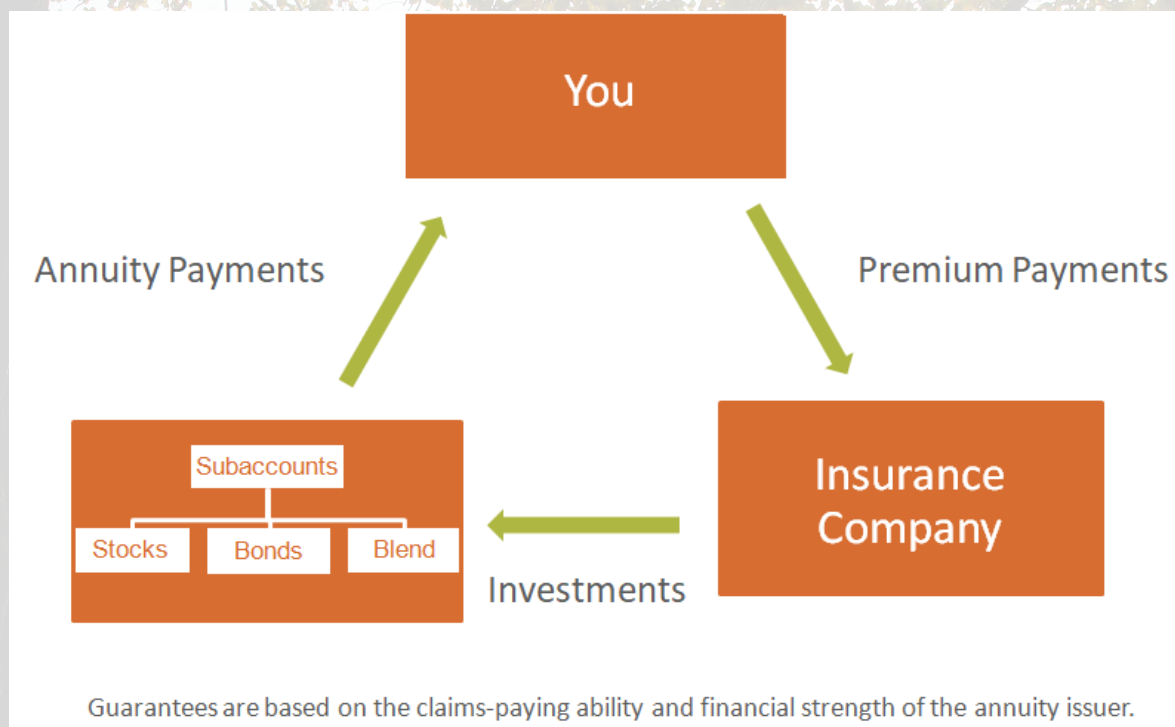 You
Annuity Payments
Premium Payments
Subaccounts
Stocks
Bonds
Blend
Insurance
Company
Investments
Guarantees are based on the claims-paying ability and financial strength of the annuity issuer.